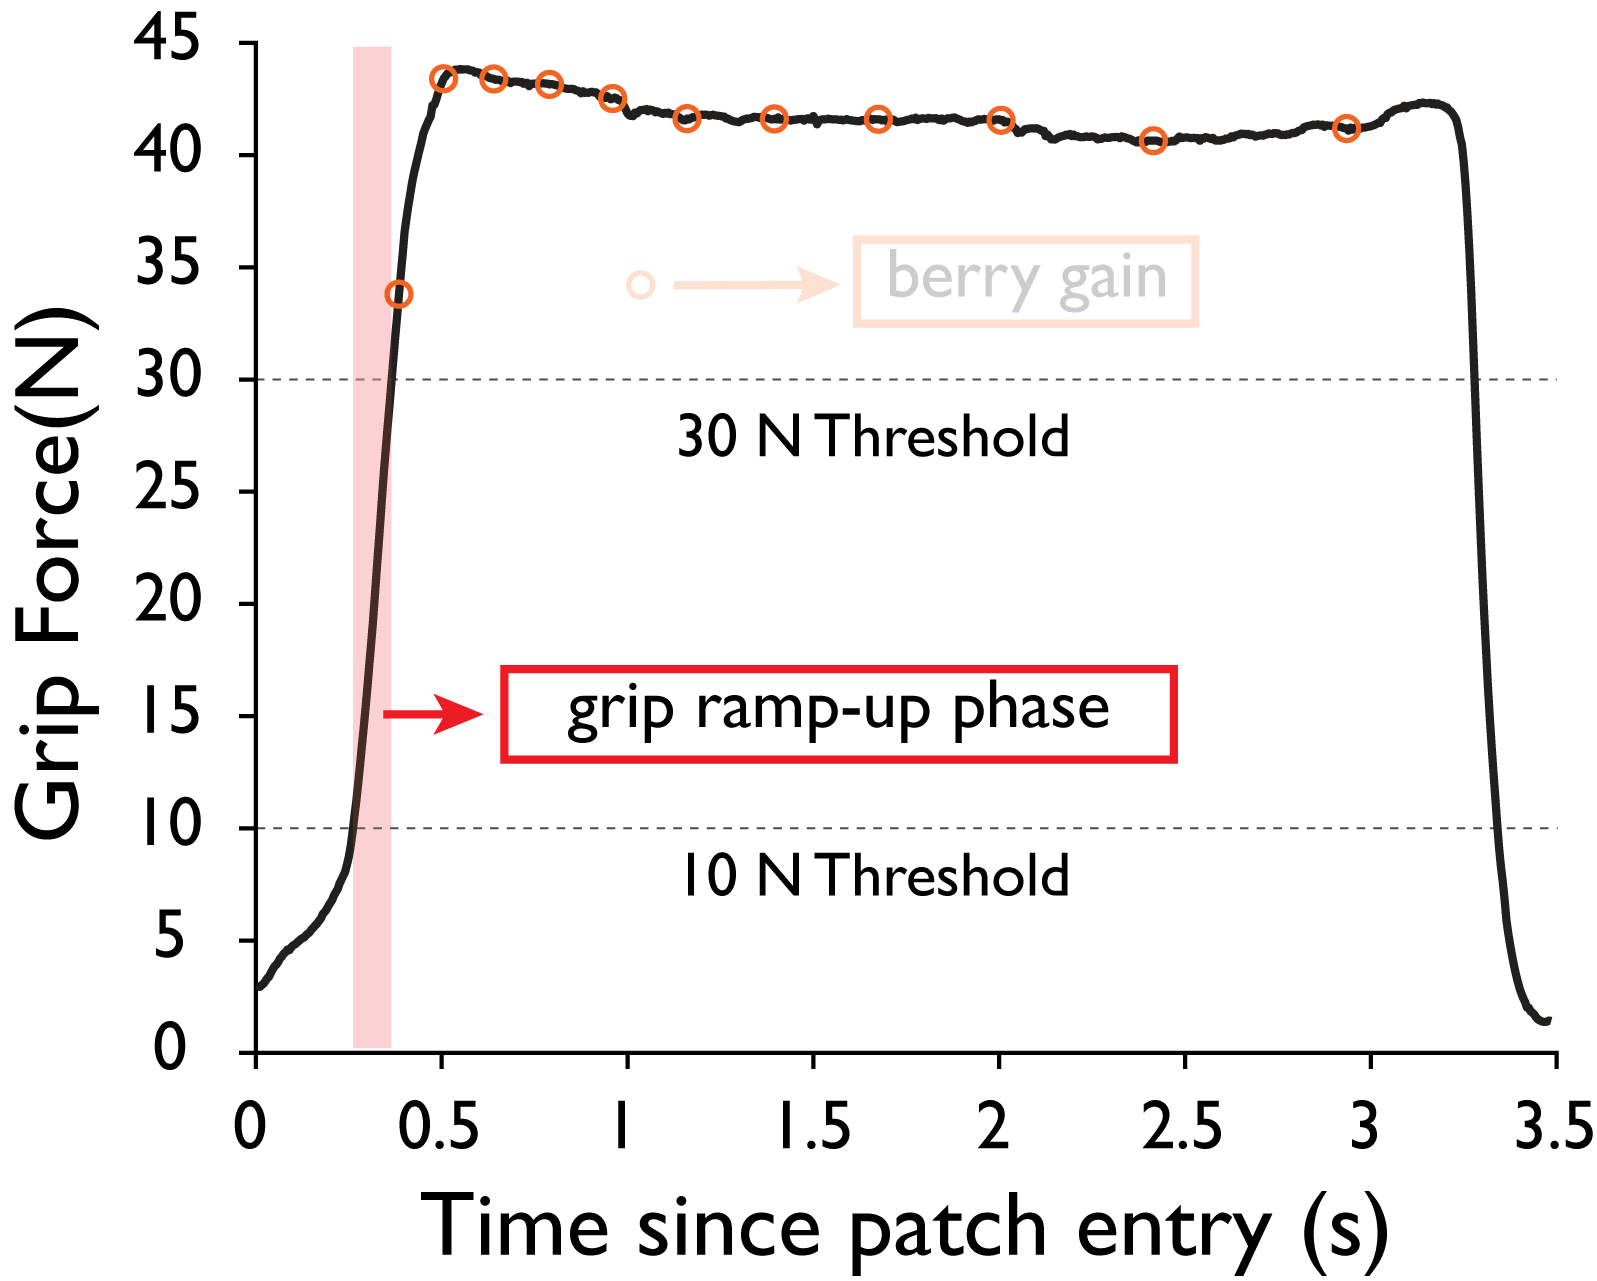 45
40
35
30
25
20
15
10
5
0
Grip Force(N)
berry gain
30 N Threshold
grip ramp-up phase
10 N Threshold
0 0.5 1 1.5 2 2.5 3 3.5
Time since patch entry (s)